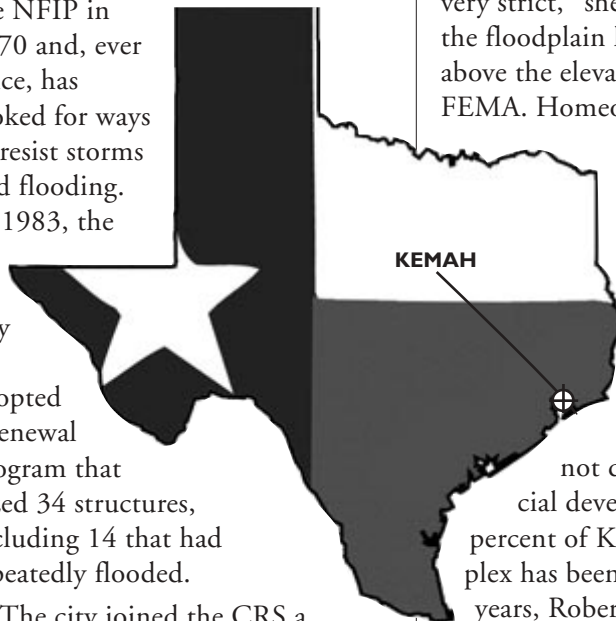 NFIP in
70 and, ever
ce, has
oked for ways
resist storms
d flooding.
1983, the
y
opted
enewal
ogram that
ed 34 structures,
cluding 14 that had
peatedly flooded.
The city joined the CRS a
KEMAH
very strict,” she
the floodplain
above the eleva
FEMA. Homeo
not c
cial deve
percent of K
plex has been
years, Rober